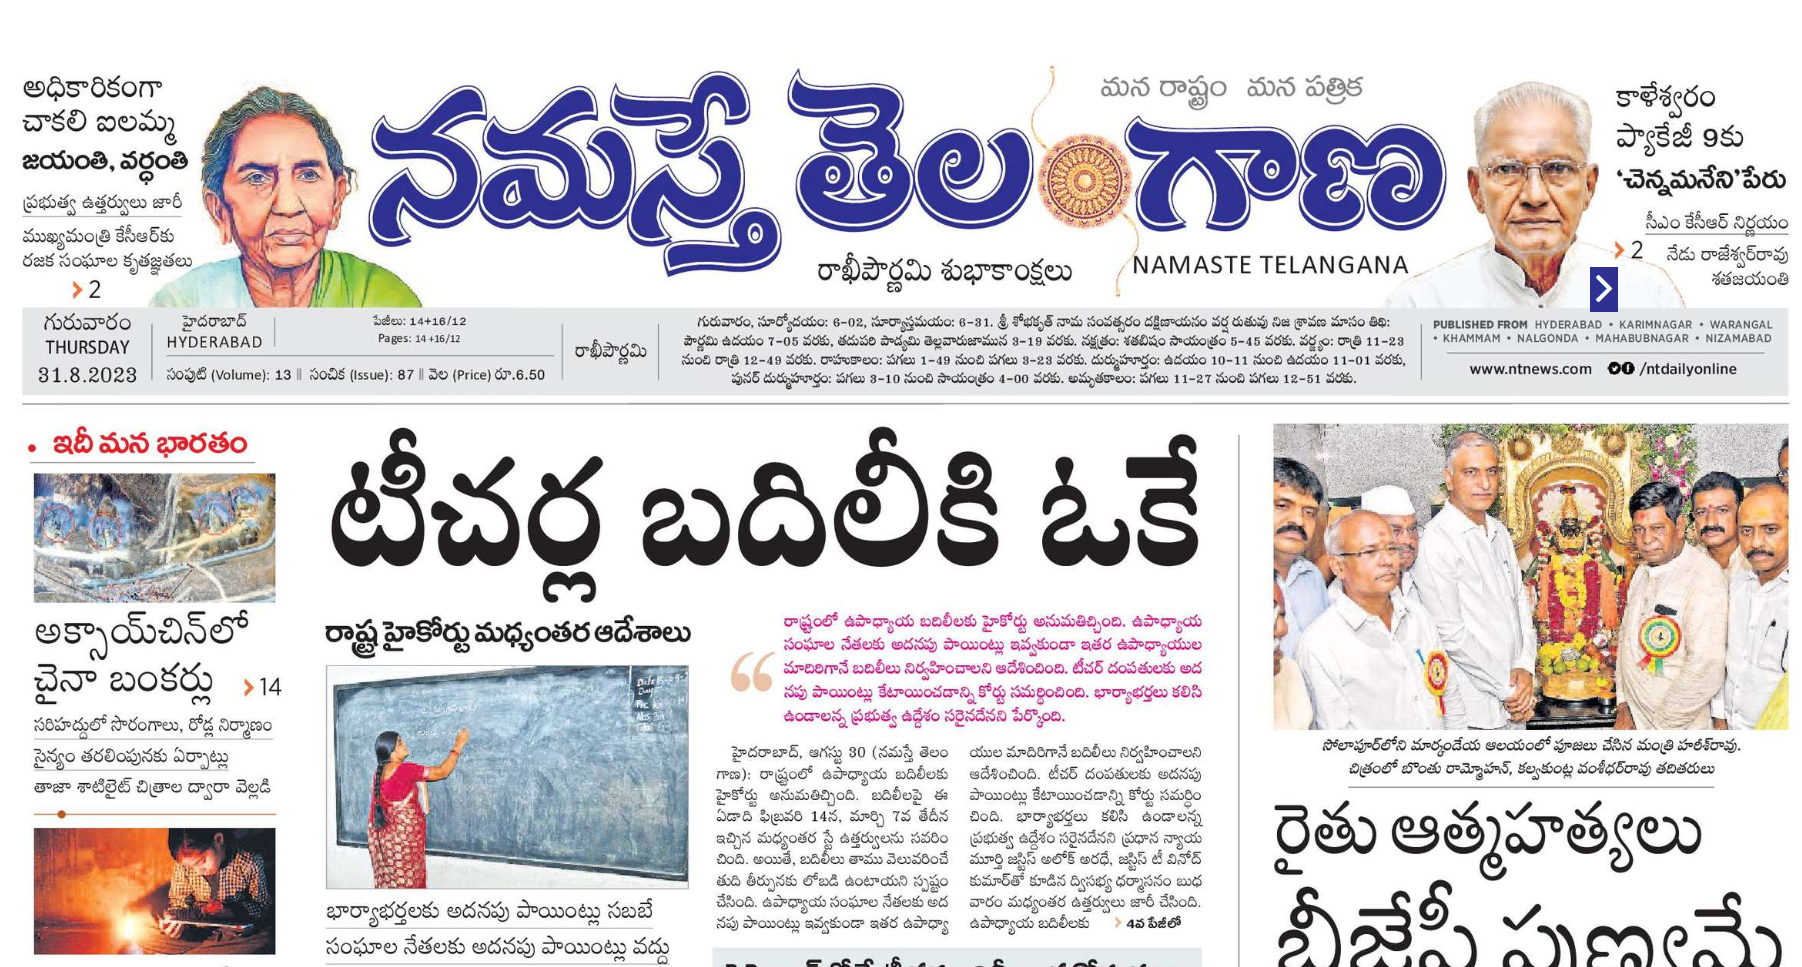 అధికారికంగా
చాకలి ఐలమ్మ
జయంతి, వర్ధంతి
ప్రభుత్వ ఉత్తర్వులు జారీ
ముఖ్యమంత్రి కేసీఆర్‌కు
రజక సంఘాల కృతజ్ఞతలు
2
మన రాష్ట్రం మన పత్రిక
నమస్తే తెలంగాణ
రాఖీపౌర్ణమి శుభాకాంక్షలు
NAMASTE TELANGANA
కాళేశ్వరం
ప్యాకేజీ 9కు
‘చెన్నమనేని’పేరు
సీఎం కేసీఆర్ నిర్ణయం
2 నేడు రాజేశ్వర్‌రావు
శతజయంతి
గురువారం
THURSDAY
31.8.2023
హైదరాబాద్
HYDERABAD
పేజీలు: 14+16/12
Pages: 14+16/12
సంపుటి (Volume): 13 || సంచిక (Issue): 87 || వెల (Price) రూ.6.50
రాఖీపౌర్ణమి
గురువారం, సూర్యోదయం: 6-02, సూర్యాస్తమయం: 6-31. శ్రీ శోభకృత్ నామ సంవత్సరం దక్షిణాయనం వర్ష రుతువు నిజ శ్రావణ మాసం తిథి:
పౌర్ణమి ఉదయం 7-05 వరకు, తదుపరి పాడ్యమి తెల్లవారుజామున 3-19 వరకు. నక్షత్రం: శతభిషం సాయంత్రం 5-45 వరకు. వర్జ్యం: రాత్రి 11-23
నుంచి రాత్రి 12-49 వరకు. రాహుకాలం: పగలు 1-49 నుంచి పగలు 3-23 వరకు. దుర్ముహూర్తం: ఉదయం 10-11 నుంచి ఉదయం 11-01 వరకు,
పునర్ దుర్ముహూర్తం: పగలు 3-10 నుంచి సాయంత్రం 4-00 వరకు. అమృతకాలం: పగలు 11-27 నుంచి పగలు 12-51 వరకు.
PUBLISHED FROM HYDERABAD • KARIMNAGAR • WARANGAL
• KHAMMAM • NALGONDA • MAHABUBNAGAR • NIZAMABAD
www.ntnews.com /ntdailyonline
• ఇదీ మన భారతం
అక్సాయ్‌చిన్‌లో
చైనా బంకర్లు 14
సరిహద్దులో సొరంగాలు, రోడ్ల నిర్మాణం
సైన్యం తరలింపునకు ఏర్పాట్లు
తాజా శాటిలైట్ చిత్రాల ద్వారా వెల్లడి
టీచర్ల బదిలీకి ఓకే
రాష్ట్ర హైకోర్టు మధ్యంతర ఆదేశాలు
భార్యాభర్తలకు అదనపు పాయింట్లు సబబే
సంఘాల నేతలకు అదనపు పాయింట్లు వద్దు
రాష్ట్రంలో ఉపాధ్యాయ బదిలీలకు హైకోర్టు అనుమతిచ్చింది. ఉపాధ్యాయ
సంఘాల నేతలకు అదనపు పాయింట్లు ఇవ్వకుండా ఇతర ఉపాధ్యాయుల
మాదిరిగానే బదిలీలు నిర్వహించాలని ఆదేశించింది. టీచర్ దంపతులకు అద
నపు పాయింట్లు కేటాయించడాన్ని కోర్టు సమర్థించింది. భార్యాభర్తలు కలిసి
ఉండాలన్న ప్రభుత్వ ఉద్దేశం సరైనదేనని పేర్కొంది.
హైదరాబాద్, ఆగస్టు 30 (నమస్తే తెలం
గాణ): రాష్ట్రంలో ఉపాధ్యాయ బదిలీలకు
హైకోర్టు అనుమతిచ్చింది. బదిలీలపై ఈ
ఏడాది ఫిబ్రవరి 14న, మార్చి 7వ తేదీన
ఇచ్చిన మధ్యంతర స్టే ఉత్తర్వులను సవరిం
చింది. అయితే, బదిలీలు తాము వెలువరించే
తుది తీర్పునకు లోబడి ఉంటాయని స్పష్టం
చేసింది. ఉపాధ్యాయ సంఘాల నేతలకు అద
నపు పాయింట్లు ఇవ్వకుండా ఇతర ఉపాధ్యా
యుల మాదిరిగానే బదిలీలు నిర్వహించాలని
ఆదేశించింది. టీచర్ దంపతులకు అదనపు
పాయింట్లు కేటాయించడాన్ని కోర్టు సమర్థిం
చింది. భార్యాభర్తలు కలిసి ఉండాలన్న
ప్రభుత్వ ఉద్దేశం సరైనదేనని ప్రధాన న్యాయ
మూర్తి జస్టిస్ అలోక్ అరధే, జస్టిస్ టీ వినోద్
కుమార్‌తో కూడిన ద్విసభ్య ధర్మాసనం బుధ
వారం మధ్యంతర ఉత్తర్వులు జారీ చేసింది.
ఉపాధ్యాయ బదిలీలకు 4వ పేజీలో
సోలాపూర్‌లోని మార్కండేయ ఆలయంలో పూజలు చేసిన మంత్రి హరీశ్‌రావు.
చిత్రంలో బొంతు రామ్మోహన్, కల్వకుంట్ల వంశీధర్‌రావు తదితరులు
రైతు ఆత్మహత్యలు
బీజేపీ పుణ్యమే